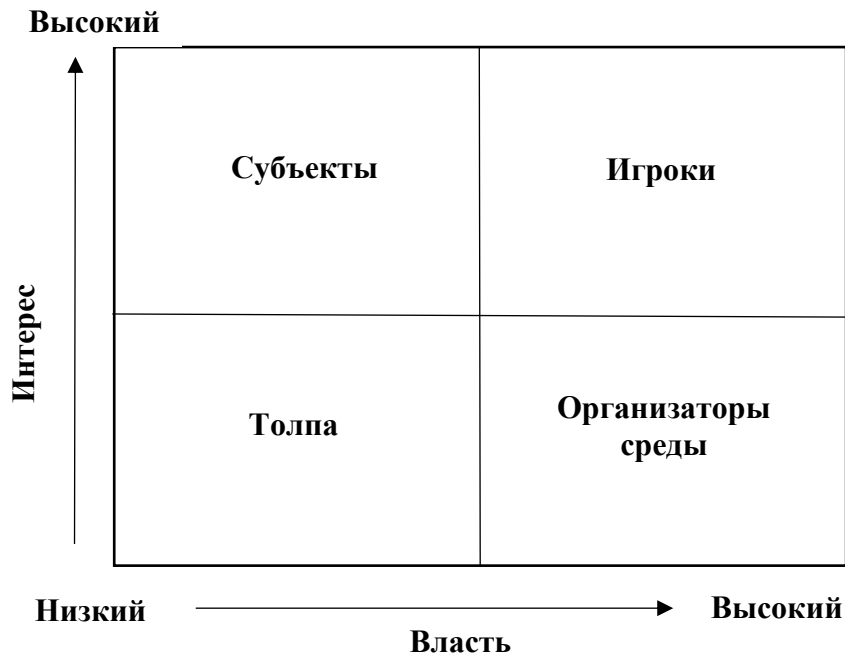 Высокий
Субъекты
Игроки
Интерес
Толпа
Организаторы
среды
Низкий
Высокий
Власть